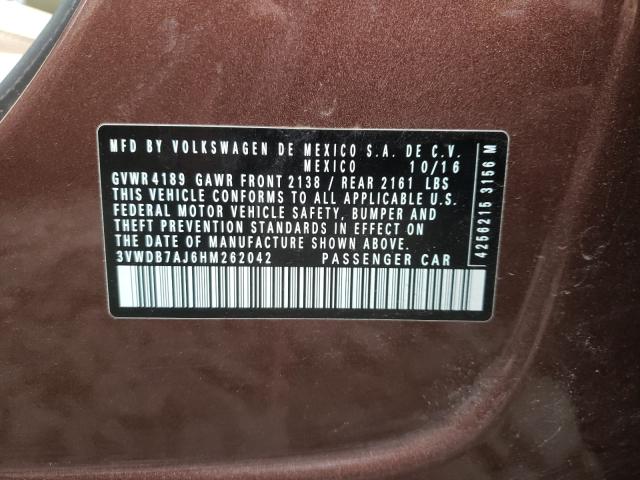 MFD BY VOLKSWAGEN DE MEXICO S.A. DE C.V.
MEXICO 10/16
GVWR 4189 GAWR FRONT 2138 / REAR 2161 LBS
THIS VEHICLE CONFORMS TO ALL APPLICABLE U.S.
FEDERAL MOTOR VEHICLE SAFETY, BUMPER AND
THEFT PREVENTION STANDARDS IN EFFECT ON
THE DATE OF MANUFACTURE SHOWN ABOVE.
3VWDB7AJ6HM262042 PASSENGER CAR
4256215 3156 M